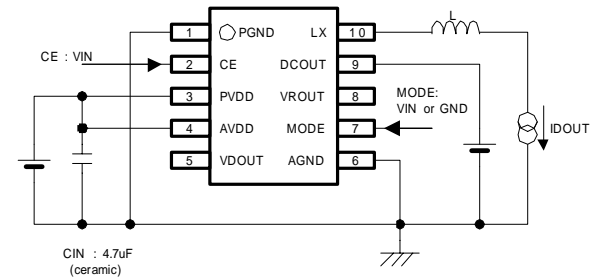 L
1 PGND LX 10
CE : VIN
2 CE DCOUT 9
MODE:
VIN or GND
3 PVDD VROUT 8
IDOUT
4 AVDD MODE 7
5 VDOUT AGND 6
CIN : 4.7uF
(ceramic)